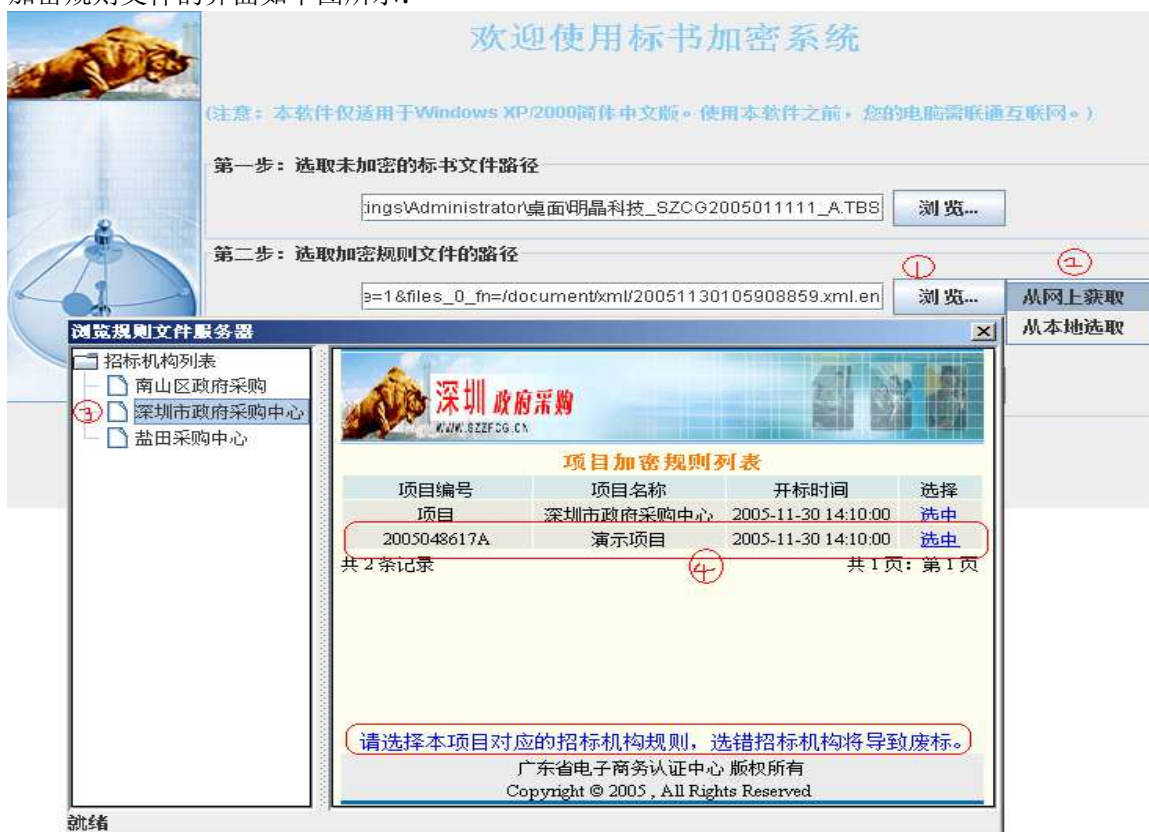 欢迎使用标书加密系统
(注意：本软件仅适用于Windows XP/2000简体中文版。使用本软件之前，您的电脑需联通互联网。)
第一步：选取未加密的标书文件路径
ings\Administrator\桌面\明晶科技_SZCG2005011111_A.TBS 浏览...
第二步：选取加密规则文件的路径
① ②
=1&files_0_fn=/document/xml/20051130105908859.xml.en 浏览... 从网上获取
从本地选取
浏览规则文件服务器
招标机构列表
南山区政府采购
③ 深圳市政府采购中心
盐田采购中心
深圳 政府采购
WWW.SZZFCG.CN
项目加密规则列表
项目编号 项目名称 开标时间 选择
项目 深圳市政府采购中心 2005-11-30 14:10:00 选中
2005048617A 演示项目 2005-11-30 14:10:00 选中
共 2 条记录 ④ 共 1 页：第 1 页
请选择本项目对应的招标机构规则，选错招标机构将导致废标。
广东省电子商务认证中心 版权所有
Copyright © 2005 , All Rights Reserved
就绪